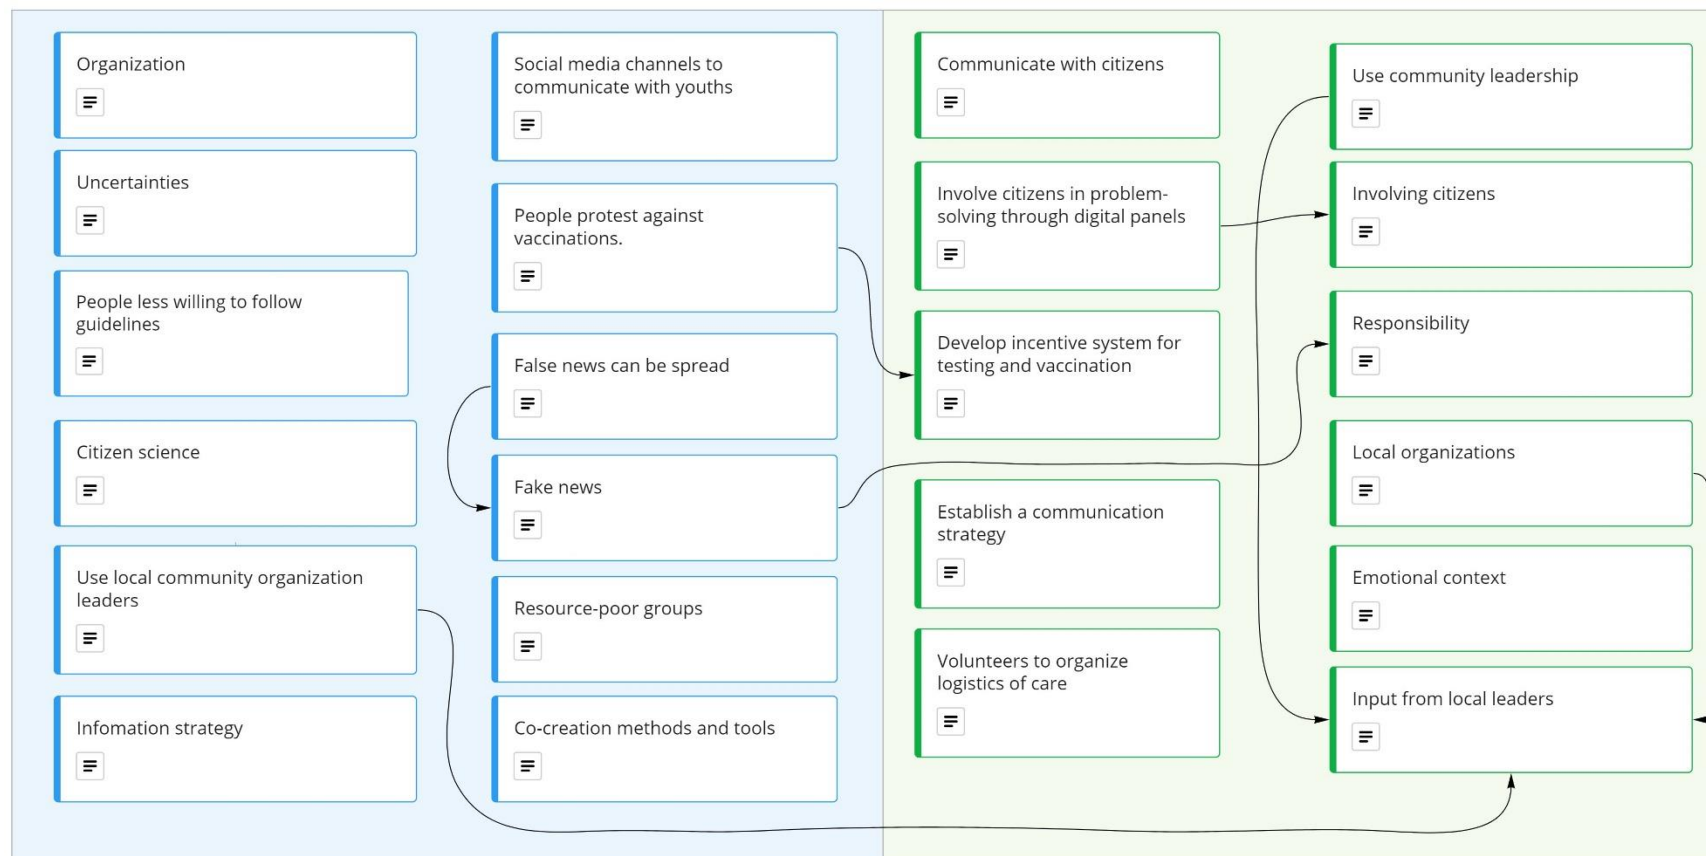 Organization
Uncertainties
People less willing to follow
guidelines
Citizen science
Use local community organization
leaders
Infomation strategy
Social media channels to
communicate with youths
People protest against
vaccinations.
False news can be spread
Fake news
Resource-poor groups
Co-creation methods and tools
Communicate with citizens
Involve citizens in problem-
solving through digital panels
Develop incentive system for
testing and vaccination
Establish a communication
strategy
Volunteers to organize
logistics of care
Use community leadership
Involving citizens
Responsibility
Local organizations
Emotional context
Input from local leaders